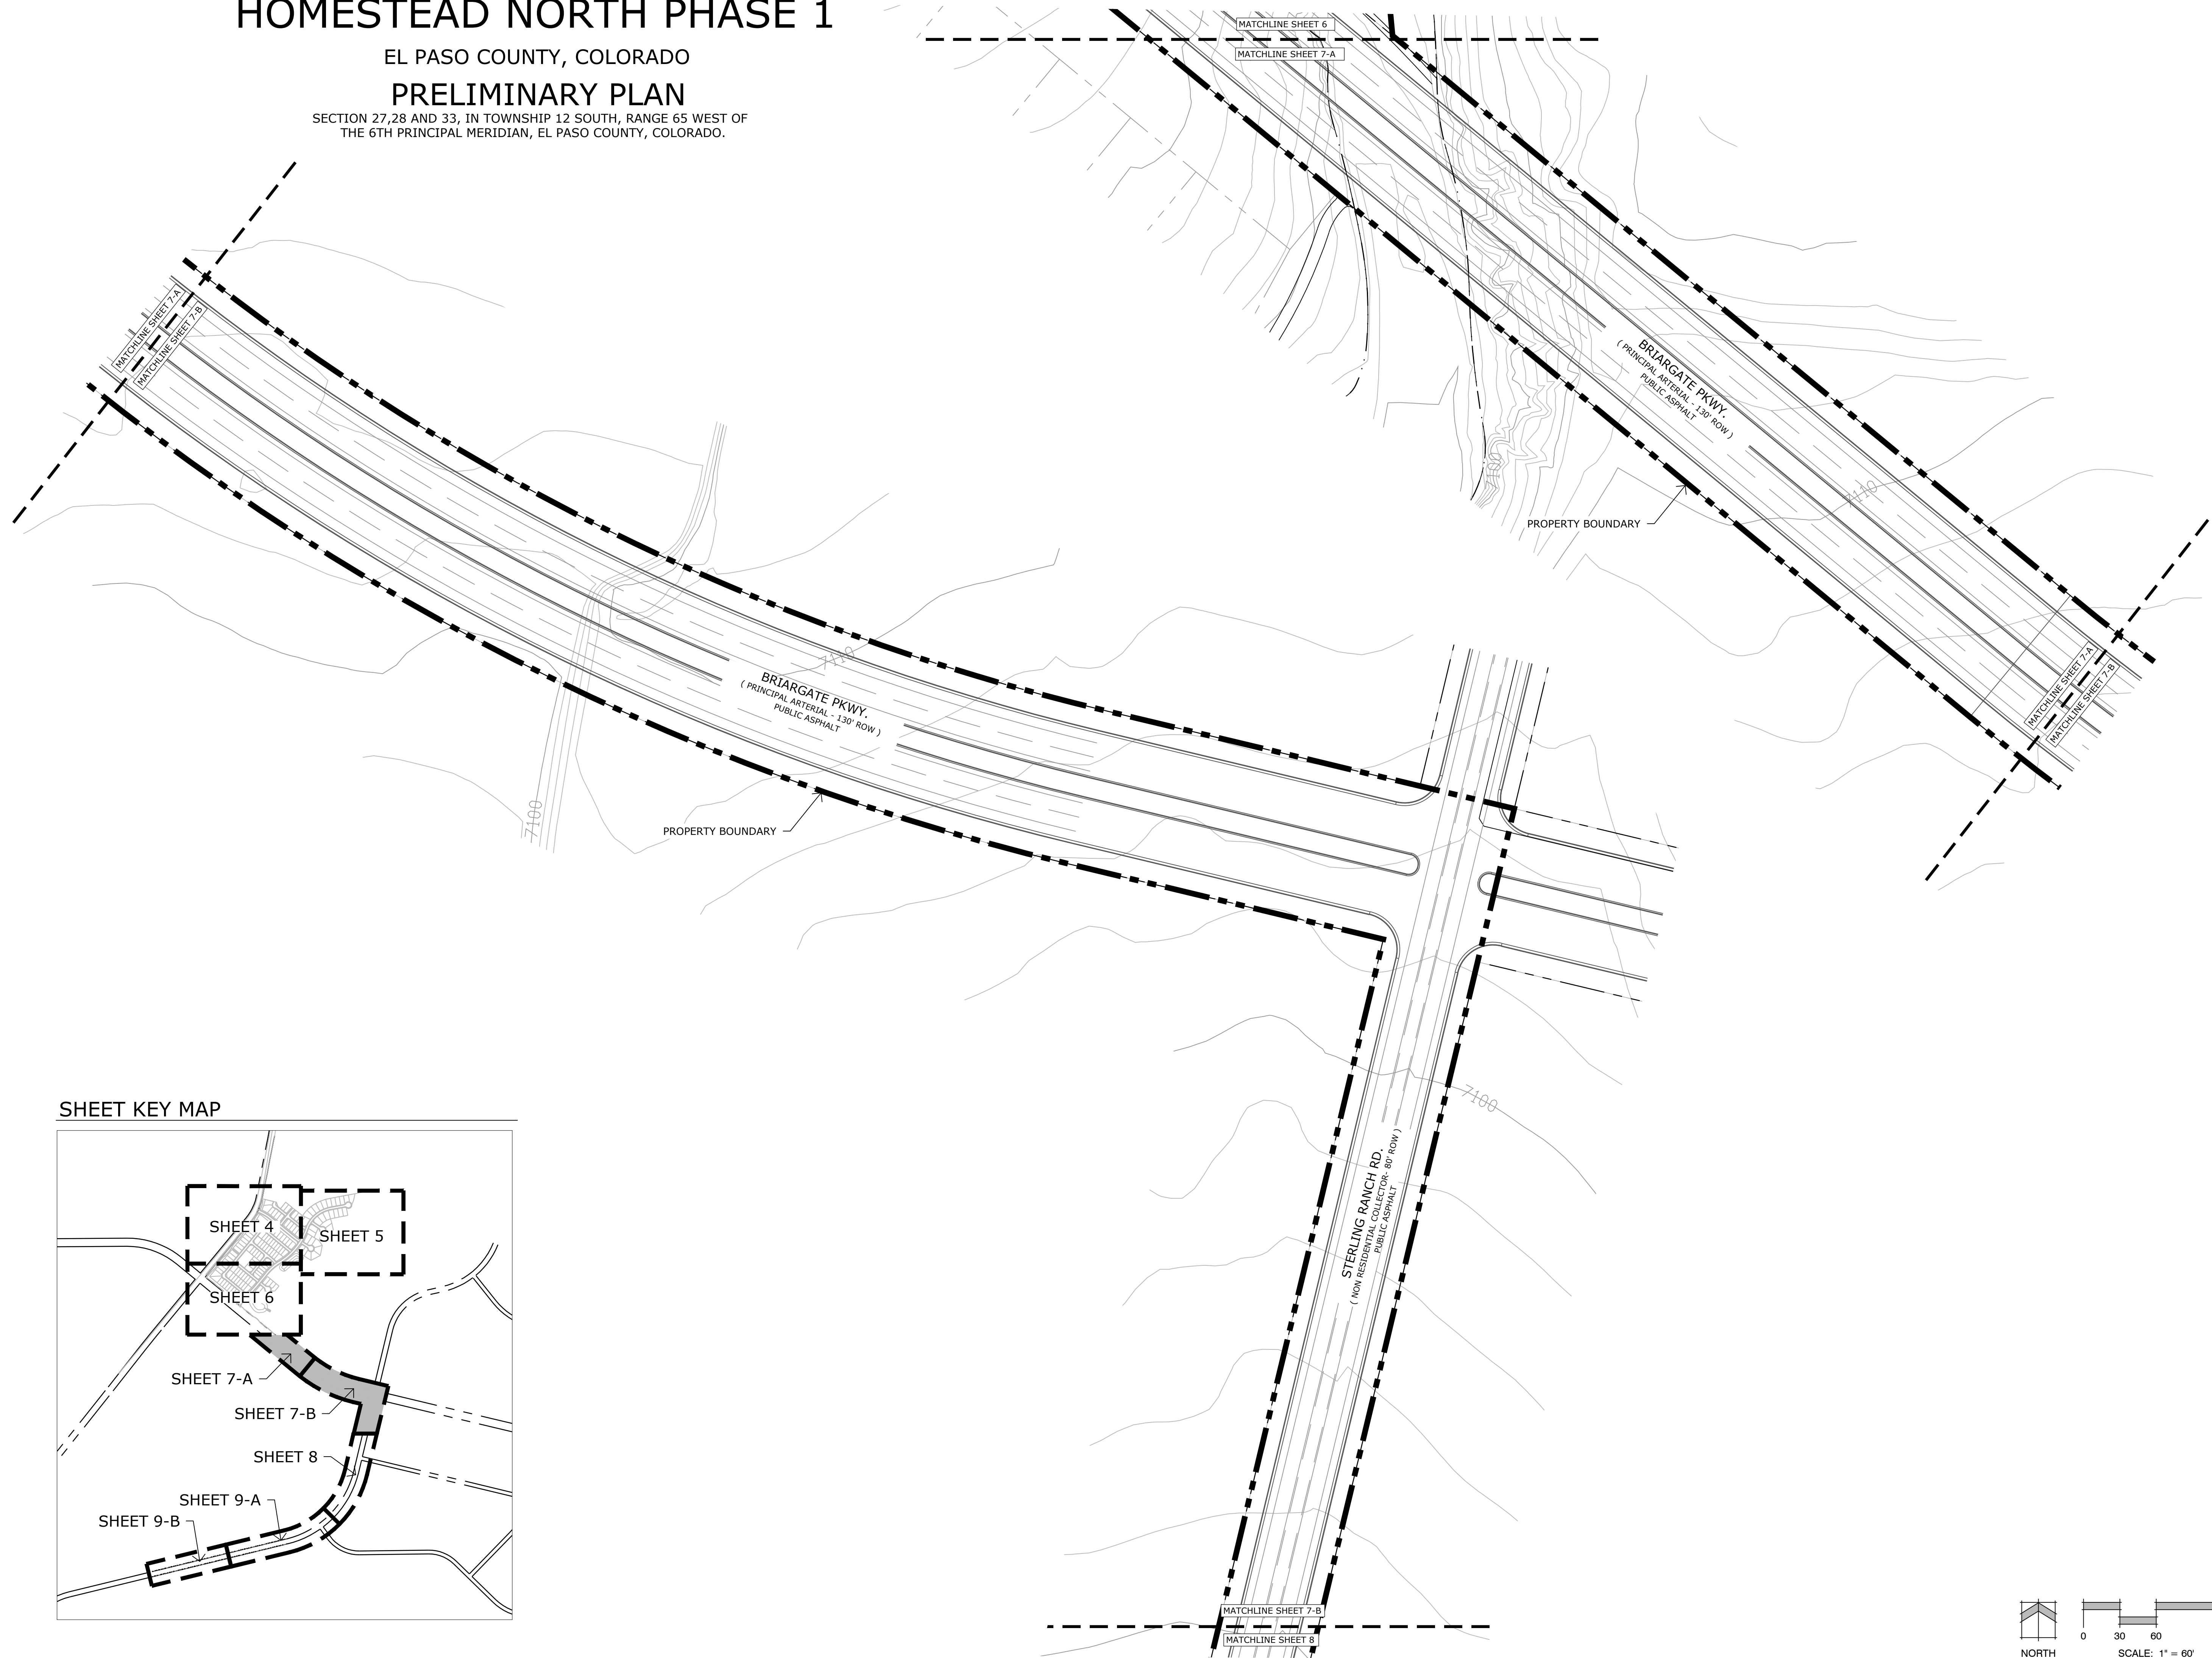 HOMESTEAD NORTH PHASE 1
EL PASO COUNTY, COLORADO
PRELIMINARY PLAN
SECTION 27,28 AND 33, IN TOWNSHIP 12 SOUTH, RANGE 65 WEST OF
THE 6TH PRINCIPAL MERIDIAN, EL PASO COUNTY, COLORADO.
MATCHLINE SHEET 6
MATCHLINE SHEET 7-A
BRIARGATE PKWY.
( PRINCIPAL ARTERIAL - 130' ROW )
PUBLIC ASPHALT
7100
7110
PROPERTY BOUNDARY
MATCHLINE SHEET 7-A
MATCHLINE SHEET 7-B
MATCHLINE SHEET 7-A
MATCHLINE SHEET 7-B
7110
BRIARGATE PKWY.
( PRINCIPAL ARTERIAL - 130' ROW )
PUBLIC ASPHALT
7100
PROPERTY BOUNDARY
7100
STERLING RANCH RD.
( NON RESIDENTIAL COLLECTOR- 80' ROW )
PUBLIC ASPHALT
MATCHLINE SHEET 7-B
MATCHLINE SHEET 8
SHEET KEY MAP
SHEET 4
SHEET 5
SHEET 6
SHEET 7-A
SHEET 7-B
SHEET 8
SHEET 9-A
SHEET 9-B
NORTH
0 30 60
SCALE: 1" = 60'